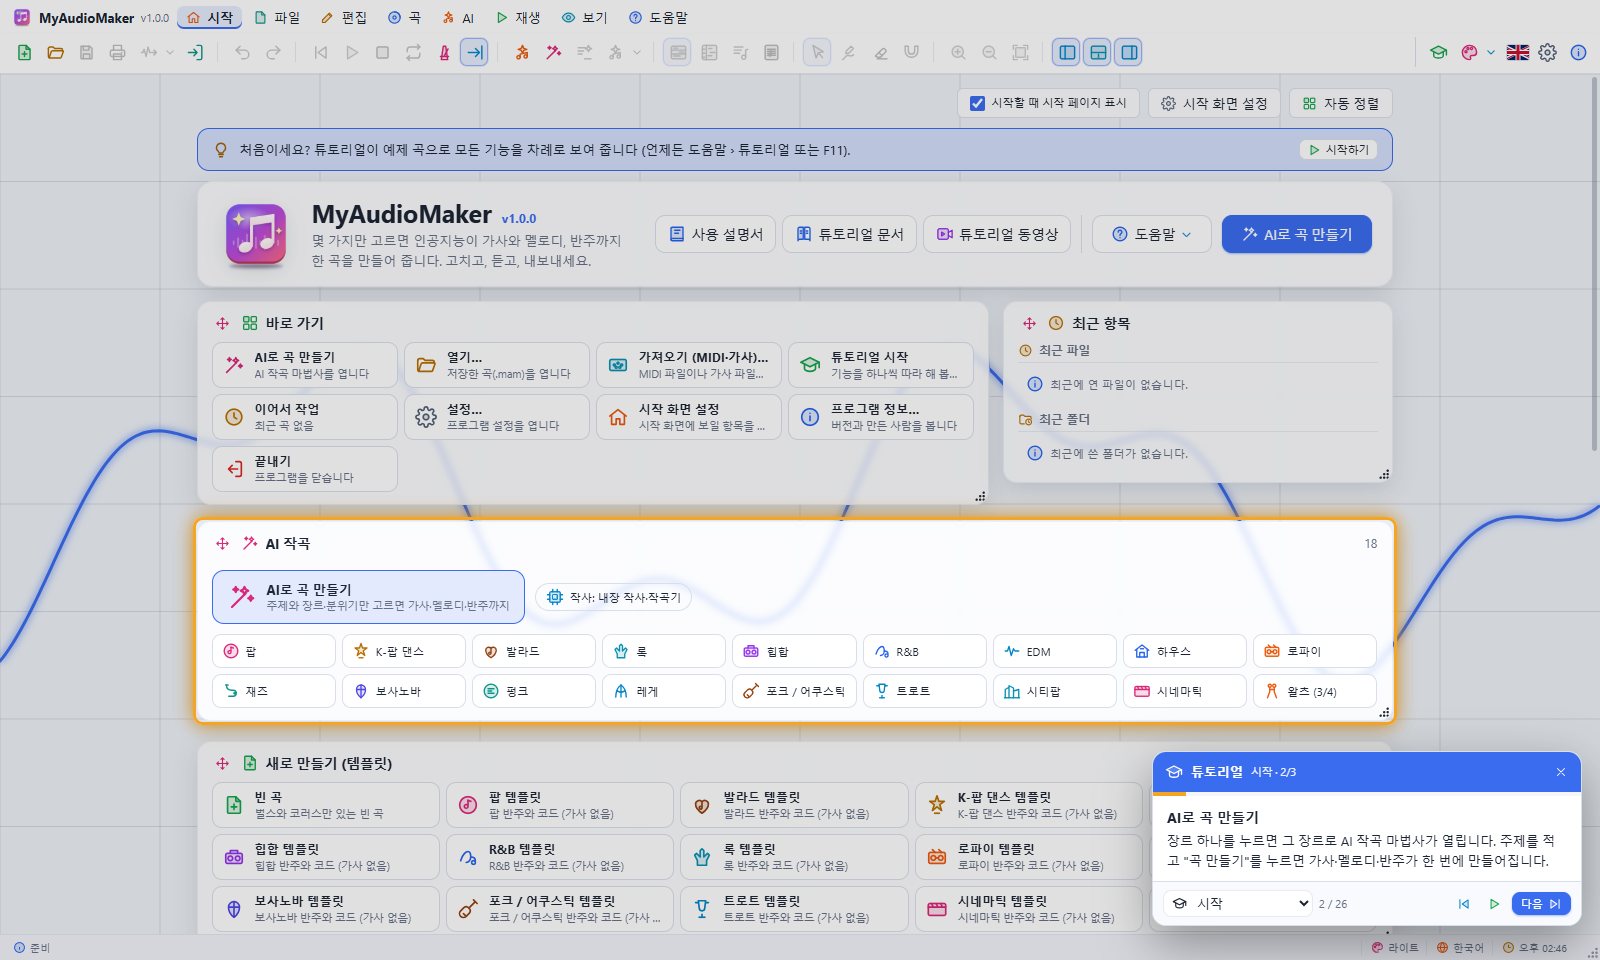 MyAudioMaker v1.0.0 시작 파일 편집 곡 AI 재생 보기 도움말
시작할 때 시작 페이지 표시 시작 화면 설정 자동 정렬
처음이세요? 튜토리얼이 예제 곡으로 모든 기능을 차례로 보여 줍니다 (언제든 도움말 › 튜토리얼 또는 F11). 시작하기
MyAudioMaker v1.0.0
몇 가지만 고르면 인공지능이 가사와 멜로디, 반주까지
한 곡을 만들어 줍니다. 고치고, 듣고, 내보내세요.
사용 설명서 튜토리얼 문서 튜토리얼 동영상 도움말 AI로 곡 만들기
바로 가기
AI로 곡 만들기
AI 작곡 마법사를 엽니다
열기...
저장한 곡(.mam)을 엽니다
가져오기 (MIDI·가사)...
MIDI 파일이나 가사 파일...
튜토리얼 시작
기능을 하나씩 따라 해 봅...
이어서 작업
최근 곡 없음
설정...
프로그램 설정을 엽니다
시작 화면 설정
시작 화면에 보일 항목을 ...
프로그램 정보...
버전과 만든 사람을 봅니다
끝내기
프로그램을 닫습니다
최근 항목
최근 파일
최근에 연 파일이 없습니다.
최근 폴더
최근에 쓴 폴더가 없습니다.
AI 작곡 18
AI로 곡 만들기
주제와 장르·분위기만 고르면 가사·멜로디·반주까지
작사: 내장 작사·작곡기
팝 K-팝 댄스 발라드 록 힙합 R&B EDM 하우스 로파이
재즈 보사노바 펑크 레게 포크 / 어쿠스틱 트로트 시티팝 시네마틱 왈츠 (3/4)
새로 만들기 (템플릿)
빈 곡
벌스와 코러스만 있는 빈 곡
팝 템플릿
팝 반주와 코드 (가사 없음)
발라드 템플릿
발라드 반주와 코드 (가사 없음)
K-팝 댄스 템플릿
K-팝 댄스 반주와 코드 (가사 없음)
힙합 템플릿
힙합 반주와 코드 (가사 없음)
R&B 템플릿
R&B 반주와 코드 (가사 없음)
록 템플릿
록 반주와 코드 (가사 없음)
로파이 템플릿
로파이 반주와 코드 (가사 없음)
보사노바 템플릿
보사노바 반주와 코드 (가사 없음)
포크 / 어쿠스틱 템플릿
포크 / 어쿠스틱 반주와 코드 (가사 ...
트로트 템플릿
트로트 반주와 코드 (가사 없음)
시네마틱 템플릿
시네마틱 반주와 코드 (가사 없음)
튜토리얼 시작 · 2/3
AI로 곡 만들기
장르 하나를 누르면 그 장르로 AI 작곡 마법사가 열립니다. 주제를 적
고 "곡 만들기"를 누르면 가사·멜로디·반주가 한 번에 만들어집니다.
시작 2 / 26 다음
준비 라이트 한국어 오후 02:46